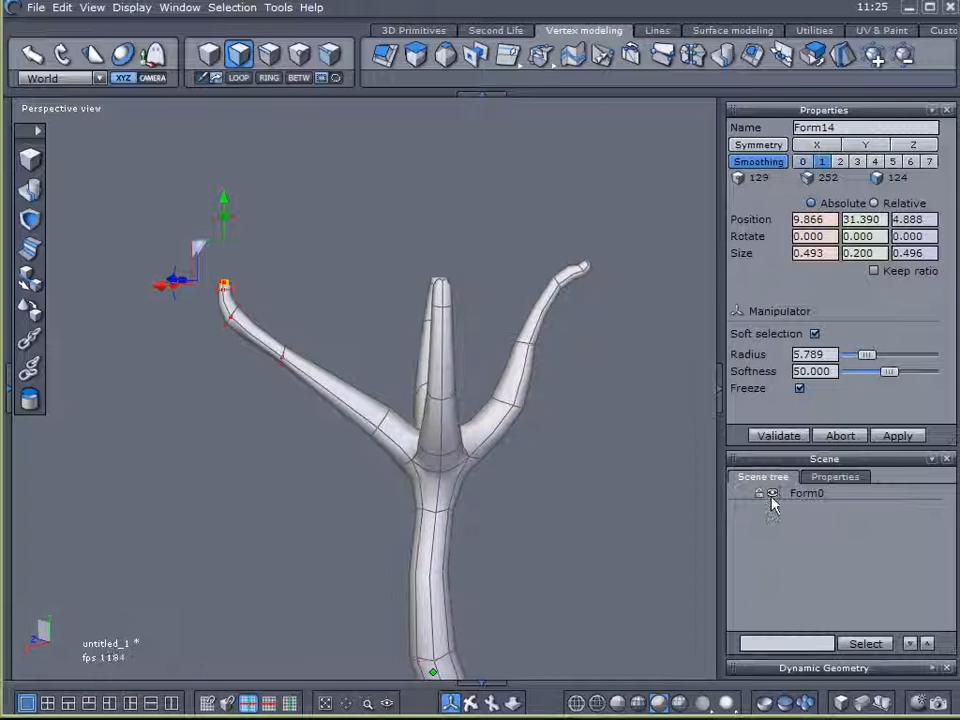 File Edit View Display Window Selection Tools Help 11:25
3D Primitives Second Life Vertex modeling Lines Surface modeling Utilities UV & Paint Custo
World XYZ CAMERA LOOP RING BETW
Perspective view
Properties
Name Form14
Symmetry X Y Z
Smoothing 0 1 2 3 4 5 6 7
129 252 124
Absolute Relative
Position 9.866 31.390 4.888
Rotate 0.000 0.000 0.000
Size 0.493 0.200 0.496
Keep ratio
Manipulator
Soft selection
Radius 5.789
Softness 50.000
Freeze
Validate Abort Apply
Scene
Scene tree Properties
Form0
Select
Dynamic Geometry
untitled_1 *
fps 1184